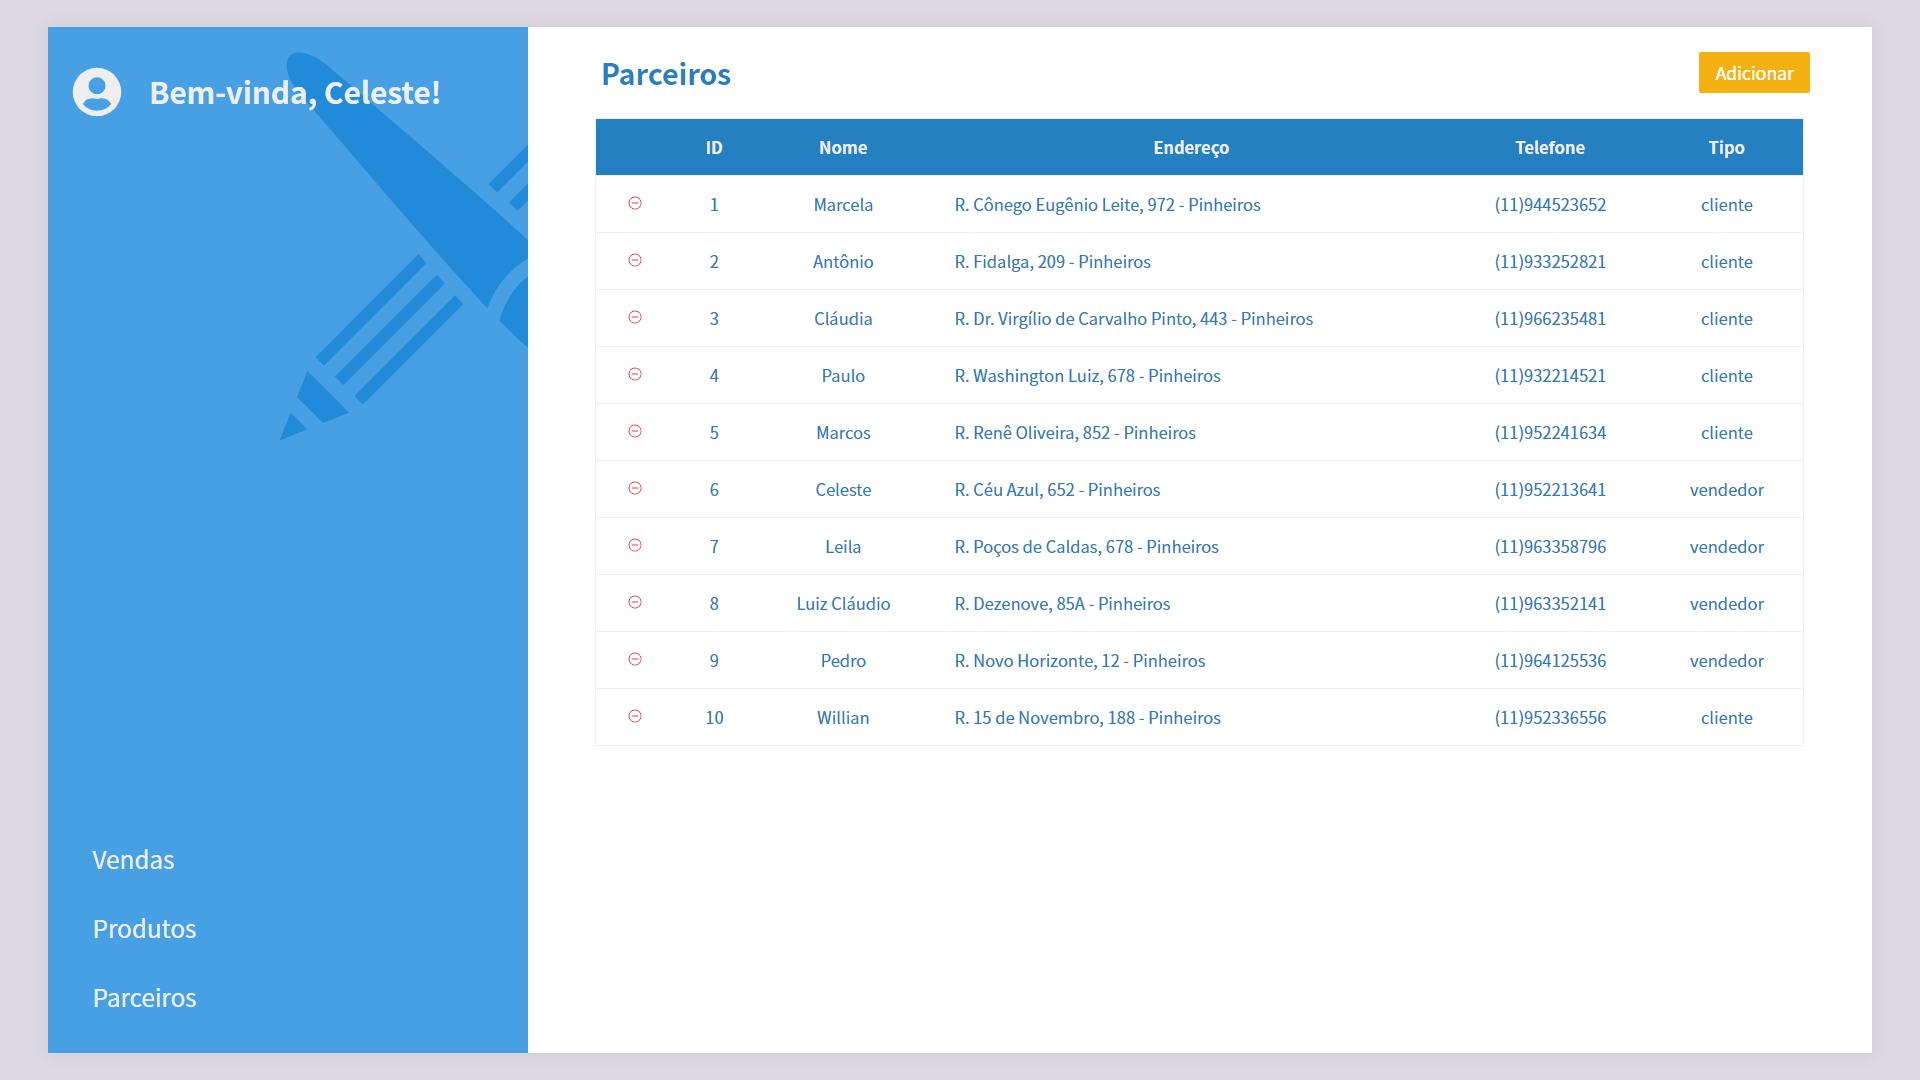 Bem-vinda, Celeste!
Vendas
Produtos
Parceiros
Parceiros
Adicionar
ID Nome Endereço Telefone Tipo
1 Marcela R. Cônego Eugênio Leite, 972 - Pinheiros (11)944523652 cliente
2 Antônio R. Fidalga, 209 - Pinheiros (11)933252821 cliente
3 Cláudia R. Dr. Virgílio de Carvalho Pinto, 443 - Pinheiros (11)966235481 cliente
4 Paulo R. Washington Luiz, 678 - Pinheiros (11)932214521 cliente
5 Marcos R. Renê Oliveira, 852 - Pinheiros (11)952241634 cliente
6 Celeste R. Céu Azul, 652 - Pinheiros (11)952213641 vendedor
7 Leila R. Poços de Caldas, 678 - Pinheiros (11)963358796 vendedor
8 Luiz Cláudio R. Dezenove, 85A - Pinheiros (11)963352141 vendedor
9 Pedro R. Novo Horizonte, 12 - Pinheiros (11)964125536 vendedor
10 Willian R. 15 de Novembro, 188 - Pinheiros (11)952336556 cliente